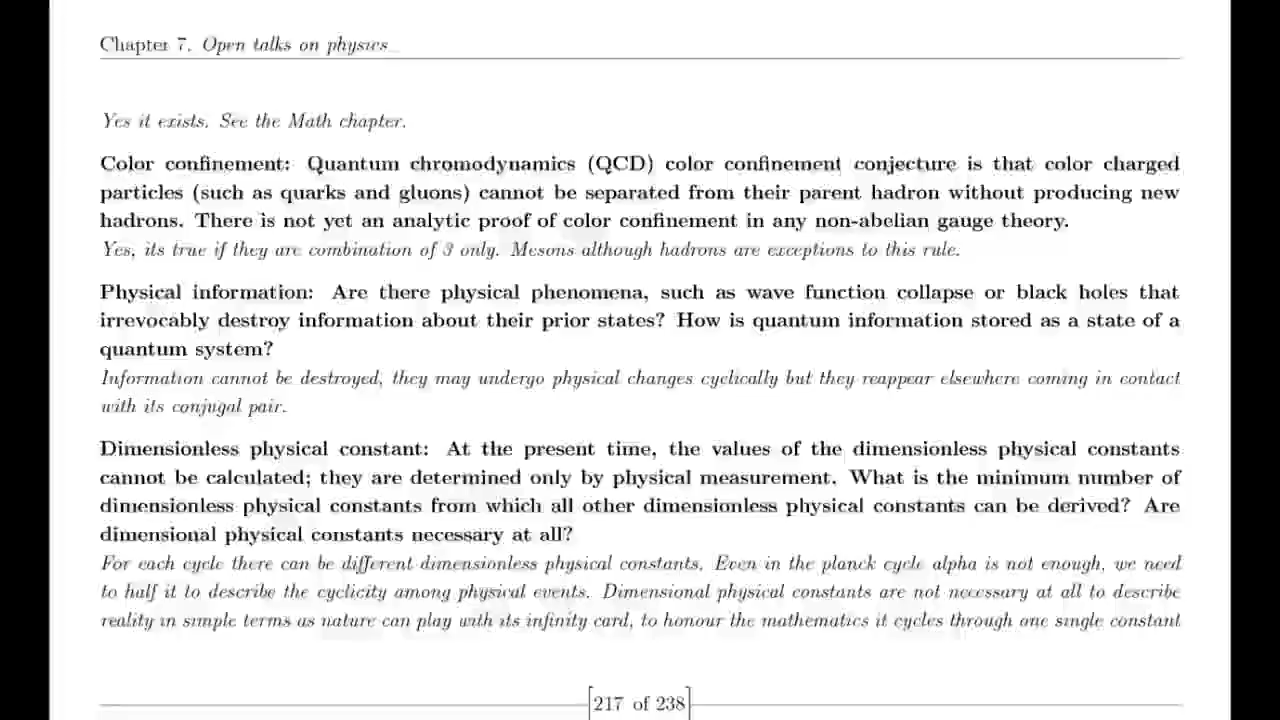 Chapter 7. Open talks on physics
Yes it exists. See the Math chapter.
Color confinement: Quantum chromodynamics (QCD) color confinement conjecture is that color charged
particles (such as quarks and gluons) cannot be separated from their parent hadron without producing new
hadrons. There is not yet an analytic proof of color confinement in any non-abelian gauge theory.
Yes, its true if they are combination of 3 only. Mesons although hadrons are exceptions to this rule.
Physical information: Are there physical phenomena, such as wave function collapse or black holes that
irrevocably destroy information about their prior states? How is quantum information stored as a state of a
quantum system?
Information cannot be destroyed, they may undergo physical changes cyclically but they reappear elsewhere coming in contact
with its conjugal pair.
Dimensionless physical constant: At the present time, the values of the dimensionless physical constants
cannot be calculated; they are determined only by physical measurement. What is the minimum number of
dimensionless physical constants from which all other dimensionless physical constants can be derived? Are
dimensional physical constants necessary at all?
For each cycle there can be different dimensionless physical constants. Even in the planck cycle alpha is not enough, we need
to half it to describe the cyclicity among physical events. Dimensional physical constants are not necessary at all to describe
reality in simple terms as nature can play with its infinity card, to honour the mathematics it cycles through one single constant
[217 of 238]